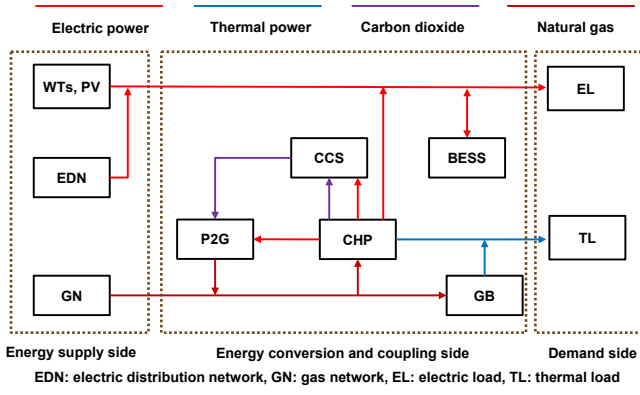 Electric power
Thermal power
Carbon dioxide
Natural gas
WTs, PV
EL
CCS
BESS
EDN
P2G
CHP
TL
GN
GB
Energy supply side
Energy conversion and coupling side
Demand side
EDN: electric distribution network, GN: gas network, EL: electric load, TL: thermal load